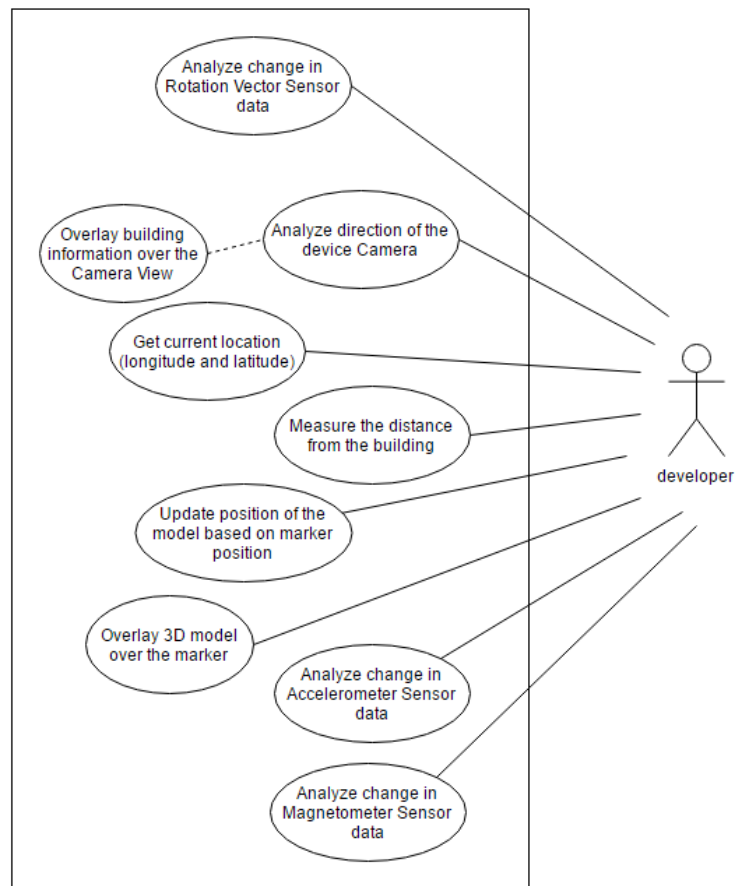 Analyze change in
Rotation Vector Sensor
data
Overlay building
information over the
Camera View
Analyze direction of the
device Camera
Get current location
(longitude and latitude)
Measure the distance
from the building
developer
Update position of the
model based on marker
position
Overlay 3D model
over the marker
Analyze change in
Accelerometer Sensor
data
Analyze change in
Magnetometer Sensor
data